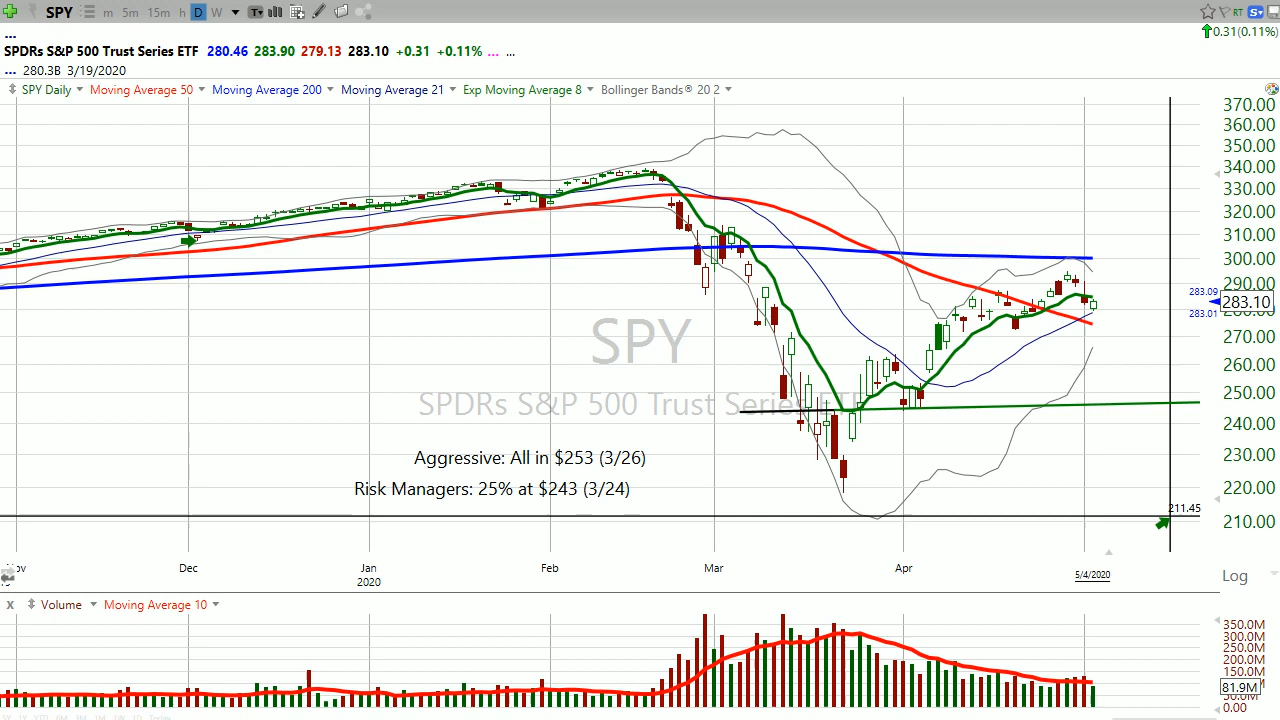 SPY m 5m 15m h D W T RT S
0.31(0.11%)
...
SPDRs S&P 500 Trust Series ETF 280.46 283.90 279.13 283.10 +0.31 +0.11% ... ...
... 280.3B 3/19/2020
SPY Daily Moving Average 50 Moving Average 200 Moving Average 21 Exp Moving Average 8 Bollinger Bands® 20 2
370.00
360.00
350.00
340.00
330.00
320.00
310.00
300.00
290.00
283.09
283.10
283.01
270.00
260.00
250.00
240.00
230.00
220.00
210.00
SPY
SPDRs S&P 500 Trust Series ETF
Aggressive: All in $253 (3/26)
Risk Managers: 25% at $243 (3/24)
211.45
Dec Jan Feb Mar Apr
2020 5/4/2020
Log
X Volume Moving Average 10
350.0M
300.0M
250.0M
200.0M
150.0M
81.9M
0.00